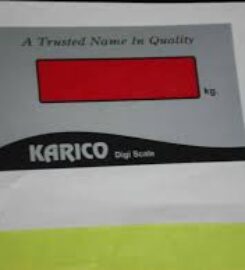 A Trusted Name In Quality
kg.
KARICO Digi Scale